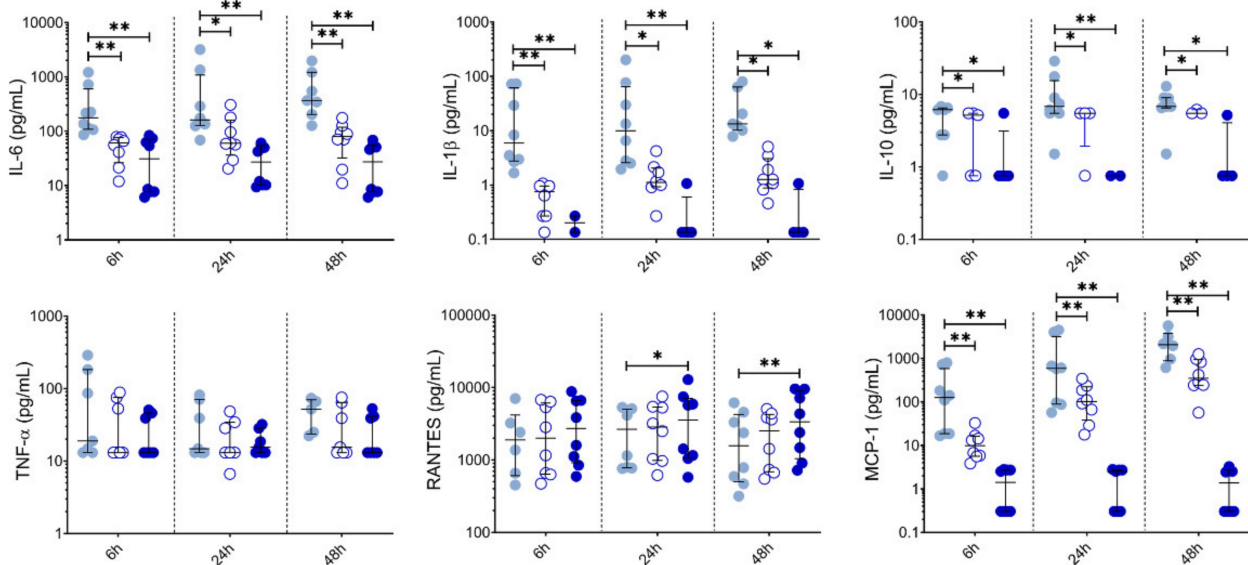 IL-6 (pg/mL)
10000
1000
100
10
1
** ** ** * ** **
6h 24h 48h
IL-1β (pg/mL)
1000
100
10
1
0.1
** ** ** * * *
6h 24h 48h
IL-10 (pg/mL)
100
10
1
0.1
* * ** * * *
6h 24h 48h
TNF-α (pg/mL)
1000
100
10
1
6h 24h 48h
RANTES (pg/mL)
100000
10000
1000
100
* **
6h 24h 48h
MCP-1 (pg/mL)
10000
1000
100
10
1
0.1
** ** ** ** ** **
6h 24h 48h